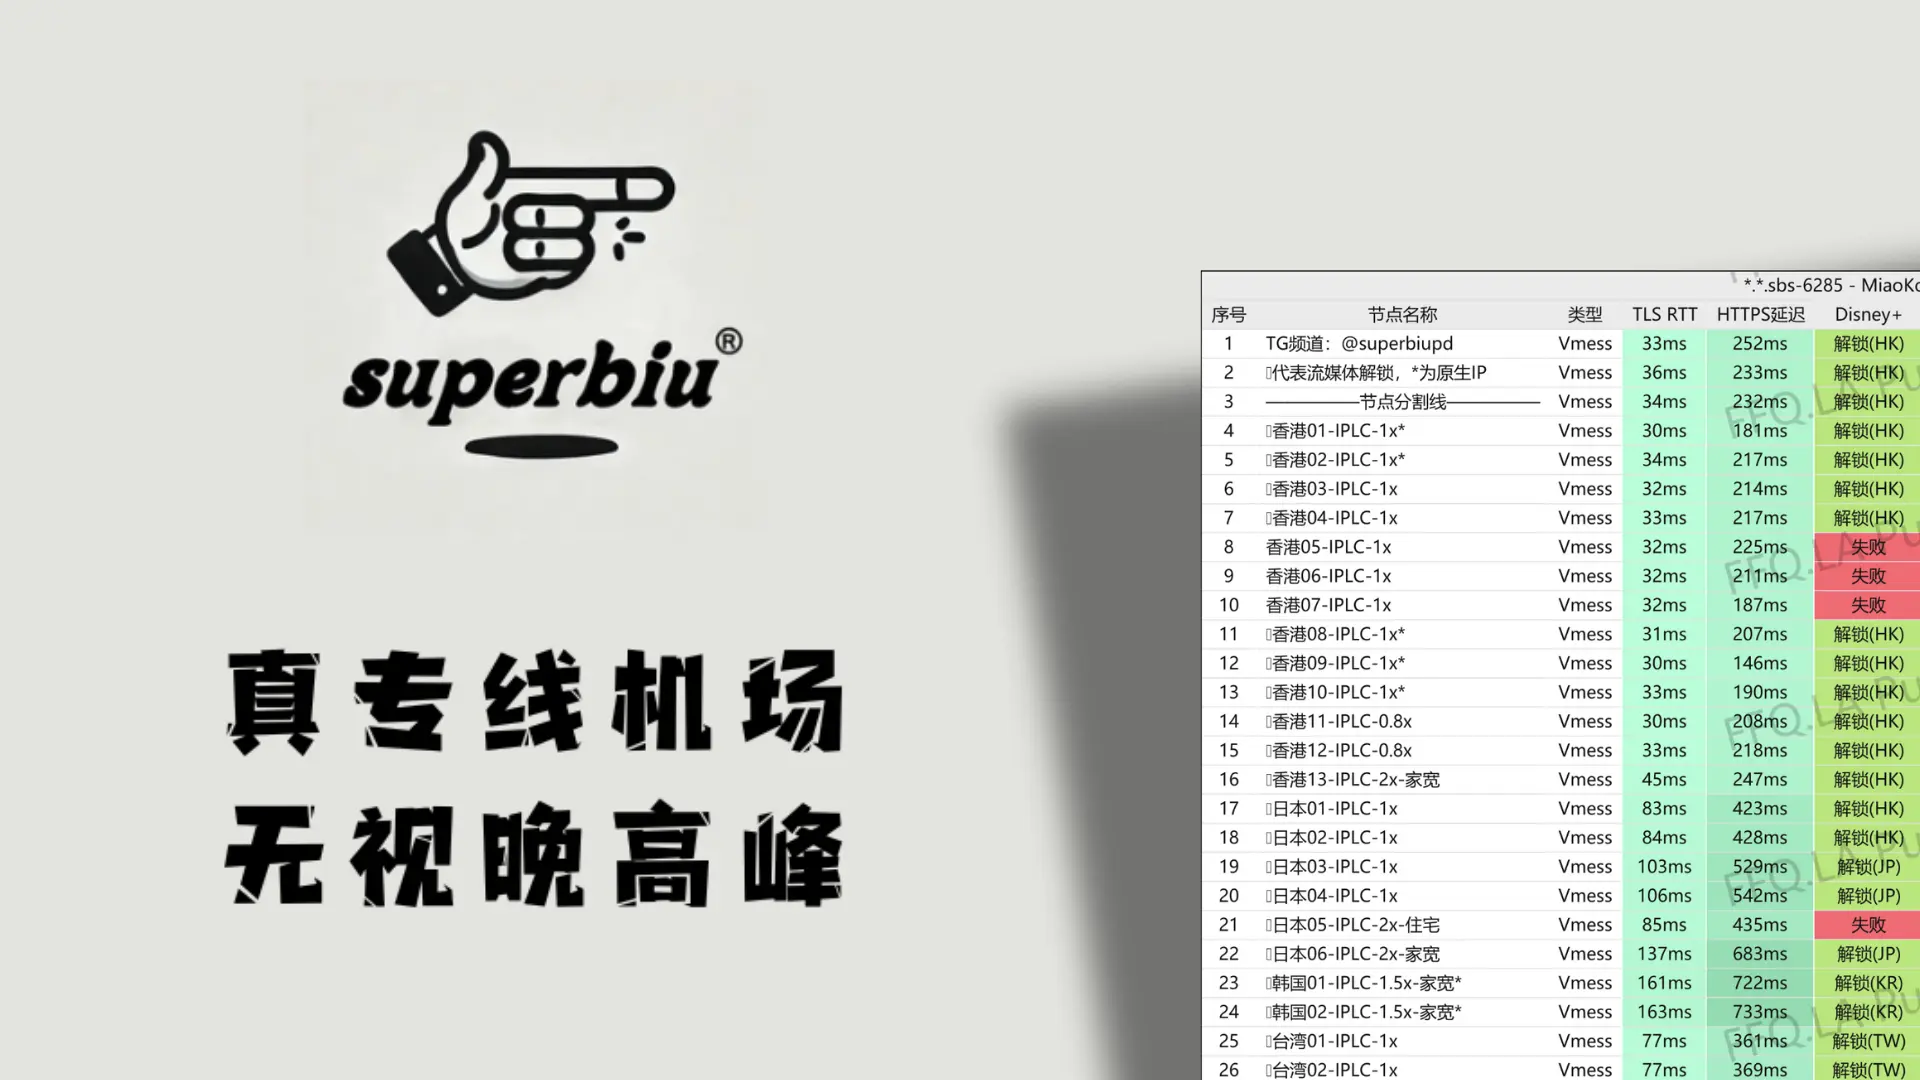 superbiu®
真专线机场
无视晚高峰
*.*.sbs-6285 - MiaoKo
序号 节点名称 类型 TLS RTT HTTPS延迟 Disney+
1 TG频道：@superbiupd Vmess 33ms 252ms 解锁(HK)
2 代表流媒体解锁，*为原生IP Vmess 36ms 233ms 解锁(HK)
3 —————节点分割线————— Vmess 34ms 232ms 解锁(HK)
4 香港01-IPLC-1x* Vmess 30ms 181ms 解锁(HK)
5 香港02-IPLC-1x* Vmess 34ms 217ms 解锁(HK)
6 香港03-IPLC-1x Vmess 32ms 214ms 解锁(HK)
7 香港04-IPLC-1x Vmess 33ms 217ms 解锁(HK)
8 香港05-IPLC-1x Vmess 32ms 225ms 失败
9 香港06-IPLC-1x Vmess 32ms 211ms 失败
10 香港07-IPLC-1x Vmess 32ms 187ms 失败
11 香港08-IPLC-1x* Vmess 31ms 207ms 解锁(HK)
12 香港09-IPLC-1x* Vmess 30ms 146ms 解锁(HK)
13 香港10-IPLC-1x* Vmess 33ms 190ms 解锁(HK)
14 香港11-IPLC-0.8x Vmess 30ms 208ms 解锁(HK)
15 香港12-IPLC-0.8x Vmess 33ms 218ms 解锁(HK)
16 香港13-IPLC-2x-家宽 Vmess 45ms 247ms 解锁(HK)
17 日本01-IPLC-1x Vmess 83ms 423ms 解锁(HK)
18 日本02-IPLC-1x Vmess 84ms 428ms 解锁(HK)
19 日本03-IPLC-1x Vmess 103ms 529ms 解锁(JP)
20 日本04-IPLC-1x Vmess 106ms 542ms 解锁(JP)
21 日本05-IPLC-2x-住宅 Vmess 85ms 435ms 失败
22 日本06-IPLC-2x-家宽 Vmess 137ms 683ms 解锁(JP)
23 韩国01-IPLC-1.5x-家宽* Vmess 161ms 722ms 解锁(KR)
24 韩国02-IPLC-1.5x-家宽* Vmess 163ms 733ms 解锁(KR)
25 台湾01-IPLC-1x Vmess 77ms 361ms 解锁(TW)
26 台湾02-IPLC-1x Vmess 77ms 369ms 解锁(TW)